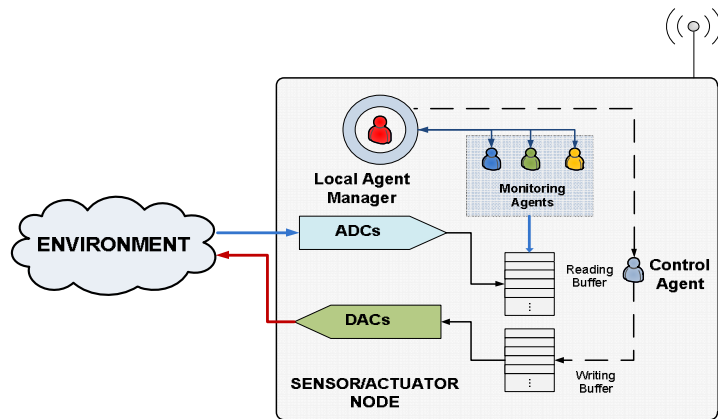 Local Agent
Manager
Monitoring
Agents
ENVIRONMENT
ADCs
Reading
Buffer
Control
Agent
DACs
Writing
Buffer
SENSOR/ACTUATOR
NODE